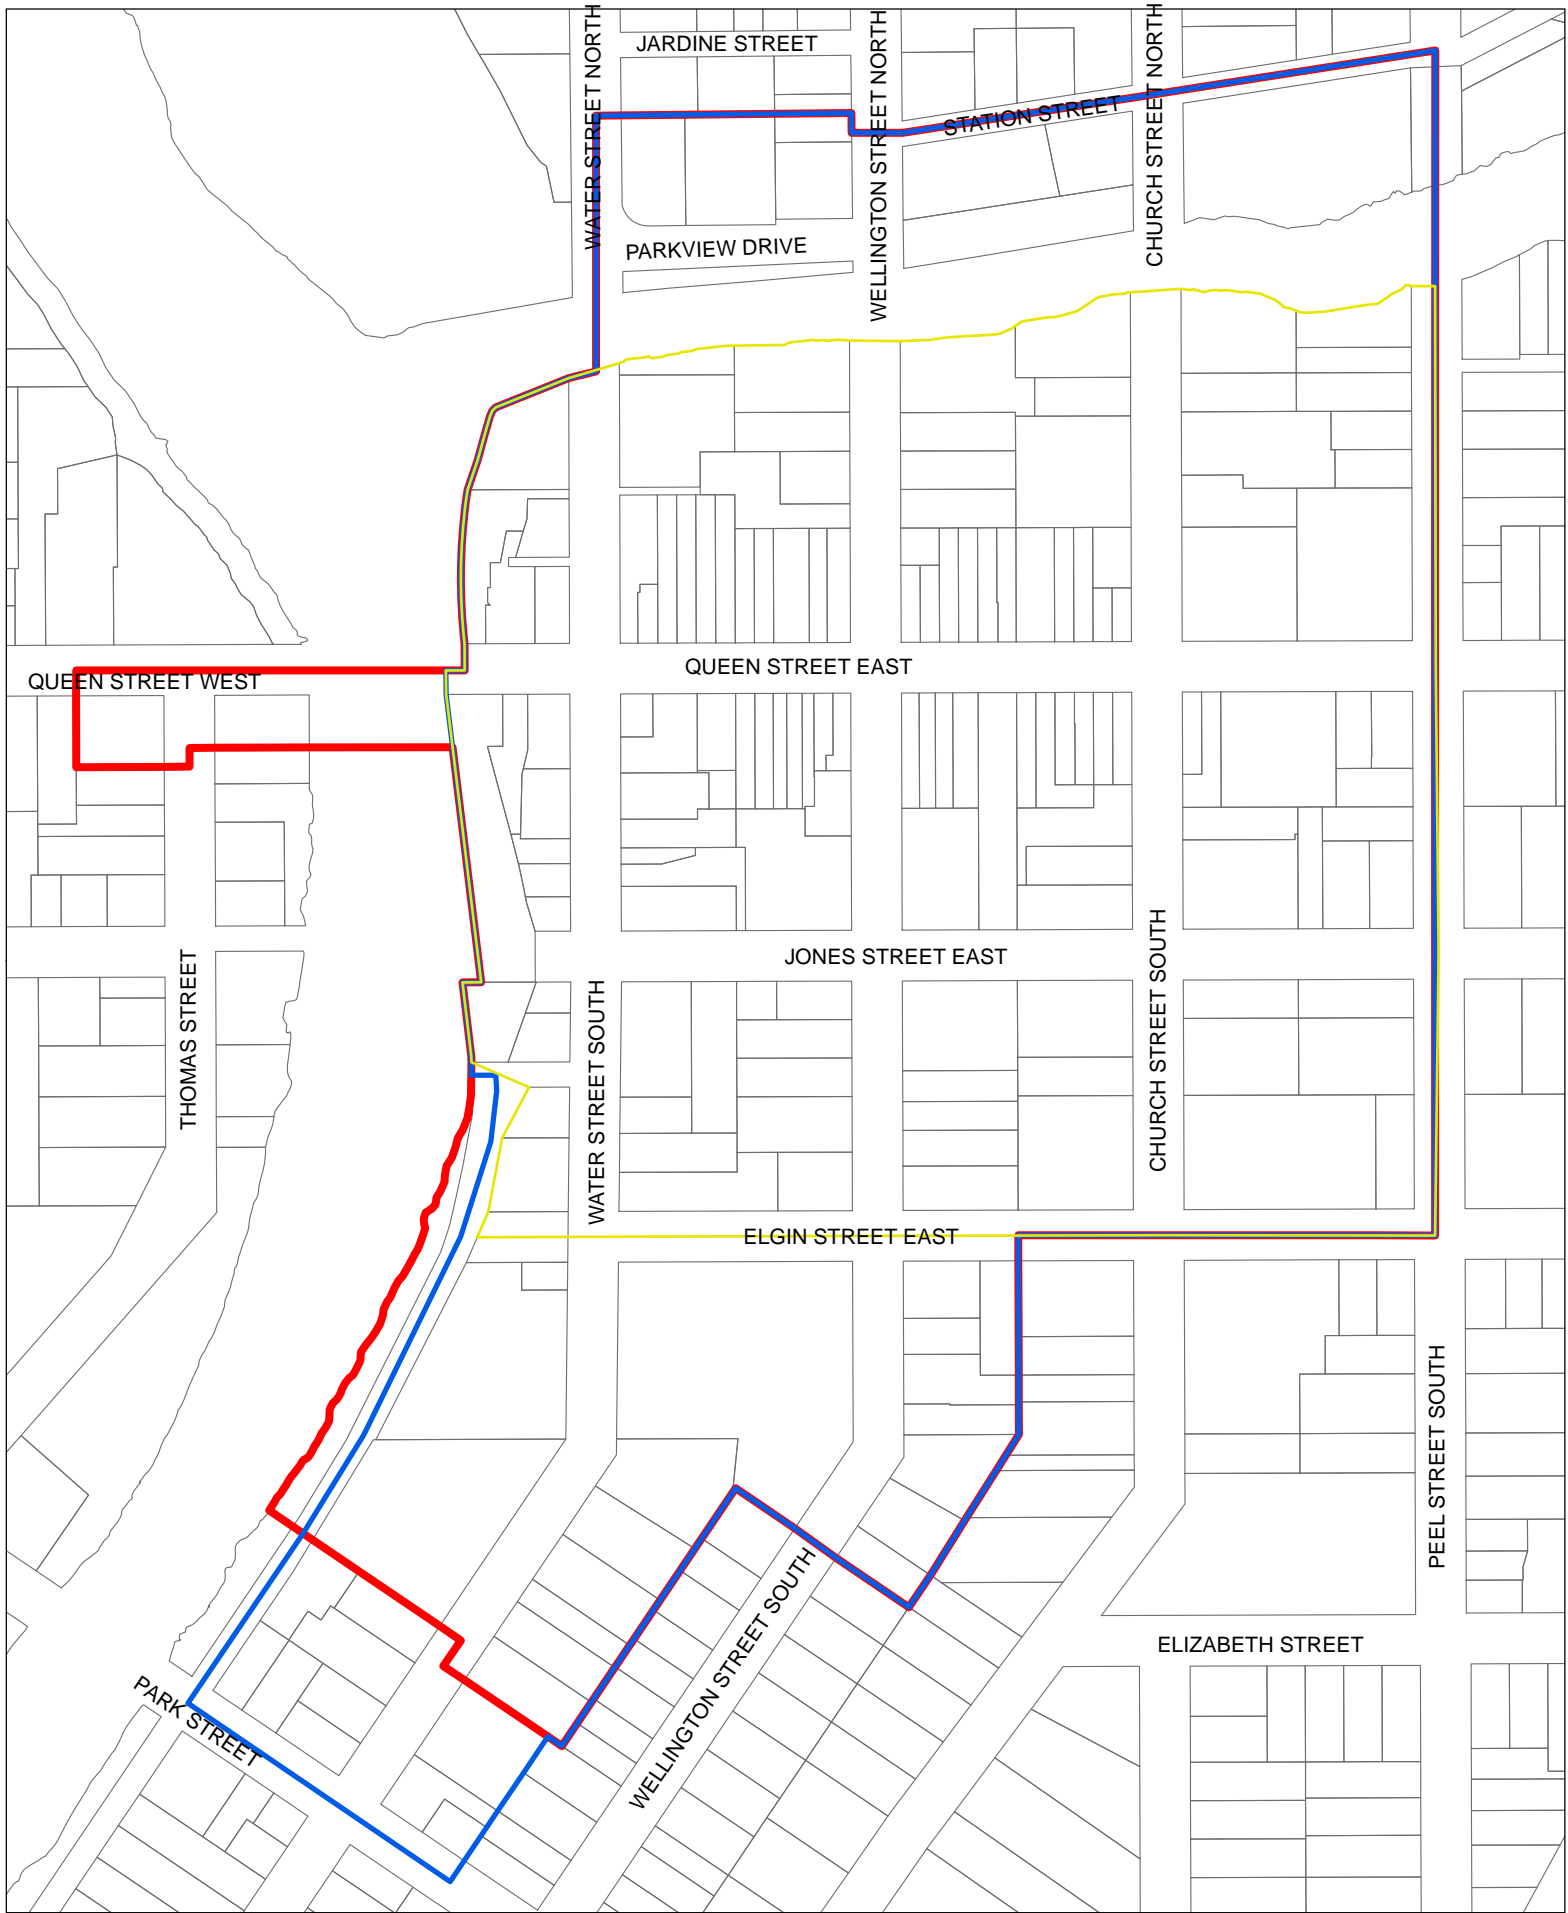 JARDINE STREET
WATER STREET NORTH
WELLINGTON STREET NORTH
CHURCH STREET NORTH
STATION STREET
PARKVIEW DRIVE
QUEEN STREET EAST
QUEEN STREET WEST
JONES STREET EAST
THOMAS STREET
WATER STREET SOUTH
CHURCH STREET SOUTH
ELGIN STREET EAST
PEEL STREET SOUTH
WELLINGTON STREET SOUTH
ELIZABETH STREET
PARK STREET